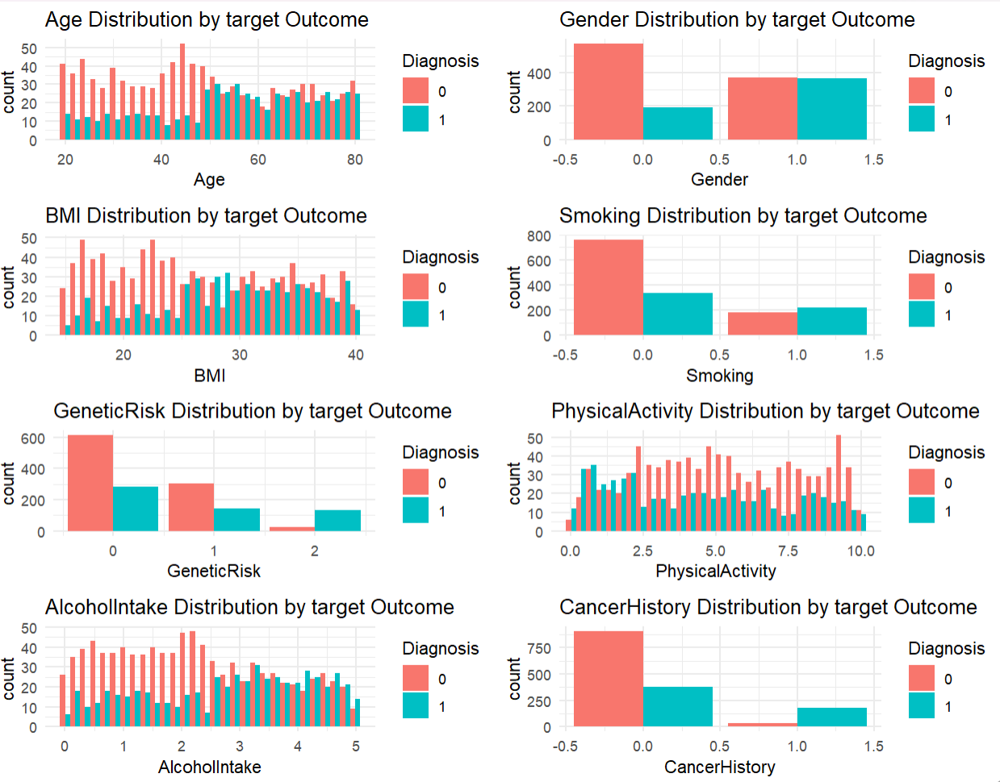 Age Distribution by target Outcome
50
40
30
20
10
0
count
20 40 60 80
Age
Diagnosis
0
1
Gender Distribution by target Outcome
400
200
0
count
-0.5 0.0 0.5 1.0 1.5
Gender
Diagnosis
0
1
BMI Distribution by target Outcome
50
40
30
20
10
0
count
20 30 40
BMI
Diagnosis
0
1
Smoking Distribution by target Outcome
800
600
400
200
0
count
-0.5 0.0 0.5 1.0 1.5
Smoking
Diagnosis
0
1
GeneticRisk Distribution by target Outcome
600
400
200
0
count
0 1 2
GeneticRisk
Diagnosis
0
1
PhysicalActivity Distribution by target Outcome
50
40
30
20
10
0
count
0.0 2.5 5.0 7.5 10.0
PhysicalActivity
Diagnosis
0
1
AlcoholIntake Distribution by target Outcome
50
40
30
20
10
0
count
0 1 2 3 4 5
AlcoholIntake
Diagnosis
0
1
CancerHistory Distribution by target Outcome
750
500
250
0
count
-0.5 0.0 0.5 1.0 1.5
CancerHistory
Diagnosis
0
1